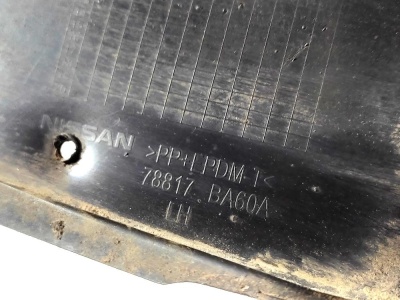 NISSAN
>PP+EPDM-T<
78817 BA60A
LH